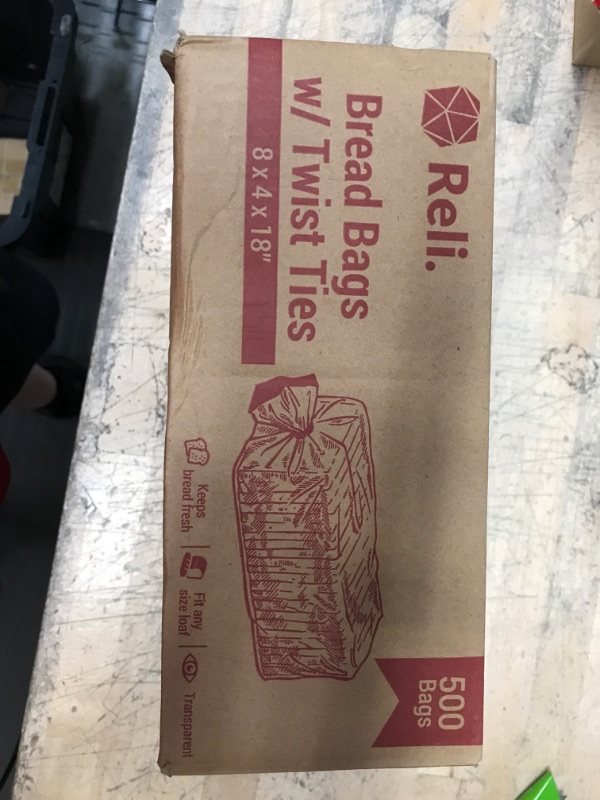 Reli.
Bread Bags
w/ Twist Ties
8 x 4 x 18"
500
Bags
Keeps
bread fresh
Fit any
size loaf
Transparent